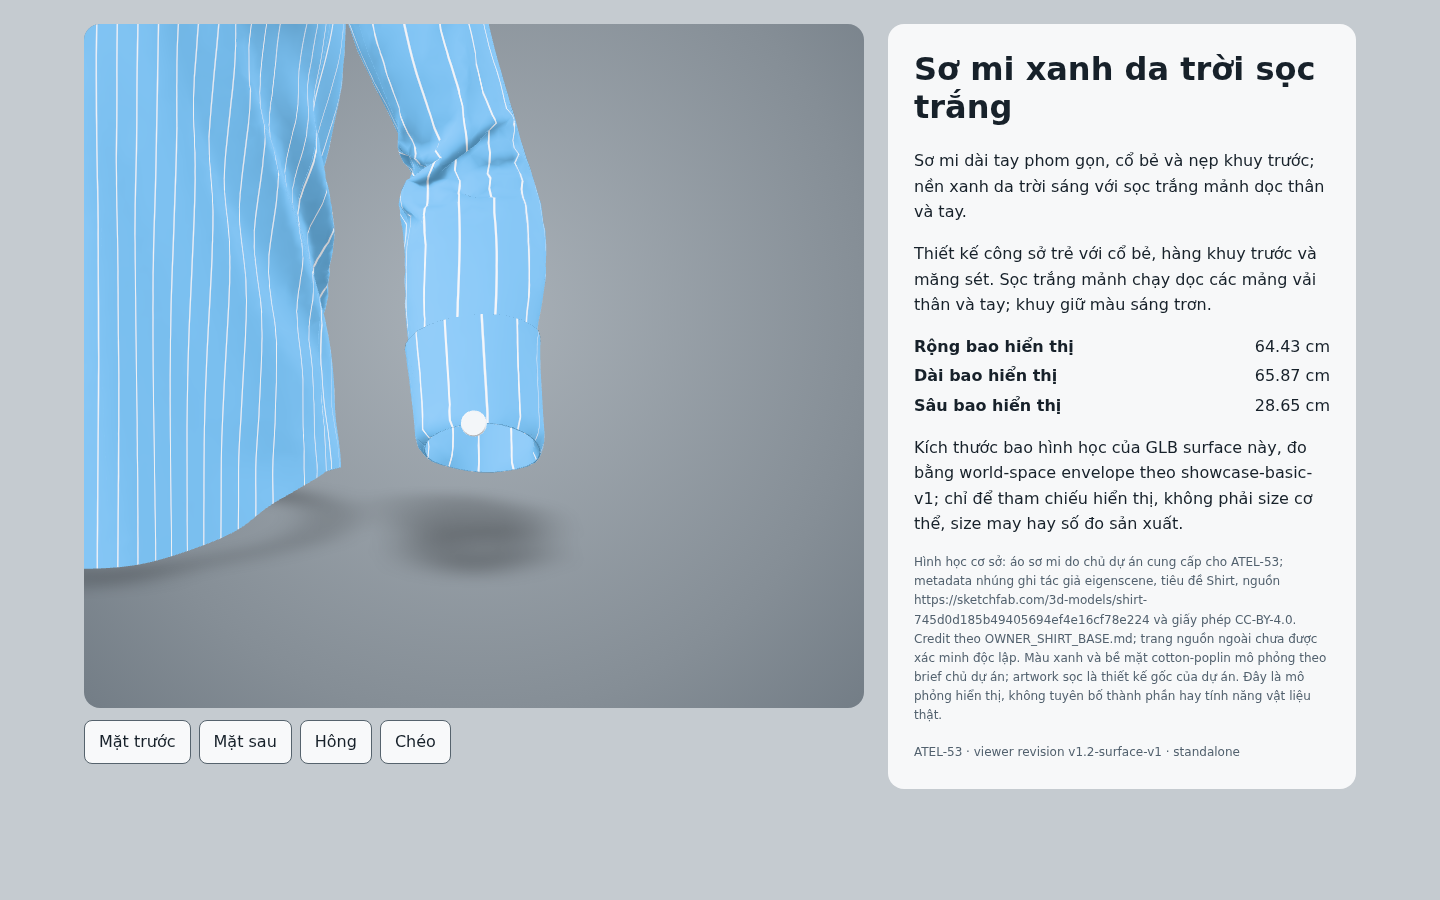 Sơ mi xanh da trời sọc
trắng
Sơ mi dài tay phom gọn, cổ bẻ và nẹp khuy trước;
nền xanh da trời sáng với sọc trắng mảnh dọc thân
và tay.
Thiết kế công sở trẻ với cổ bẻ, hàng khuy trước và
măng sét. Sọc trắng mảnh chạy dọc các mảng vải
thân và tay; khuy giữ màu sáng trơn.
Rộng bao hiển thị 64.43 cm
Dài bao hiển thị 65.87 cm
Sâu bao hiển thị 28.65 cm
Kích thước bao hình học của GLB surface này, đo
bằng world-space envelope theo showcase-basic-
v1; chỉ để tham chiếu hiển thị, không phải size cơ
thể, size may hay số đo sản xuất.
Hình học cơ sở: áo sơ mi do chủ dự án cung cấp cho ATEL-53;
metadata nhúng ghi tác giả eigenscene, tiêu đề Shirt, nguồn
https://sketchfab.com/3d-models/shirt-
745d0d185b49405694ef4e16cf78e224 và giấy phép CC-BY-4.0.
Credit theo OWNER_SHIRT_BASE.md; trang nguồn ngoài chưa được
xác minh độc lập. Màu xanh và bề mặt cotton-poplin mô phỏng theo
brief chủ dự án; artwork sọc là thiết kế gốc của dự án. Đây là mô
phỏng hiển thị, không tuyên bố thành phần hay tính năng vật liệu
thật.
ATEL-53 · viewer revision v1.2-surface-v1 · standalone
Mặt trước
Mặt sau
Hông
Chéo